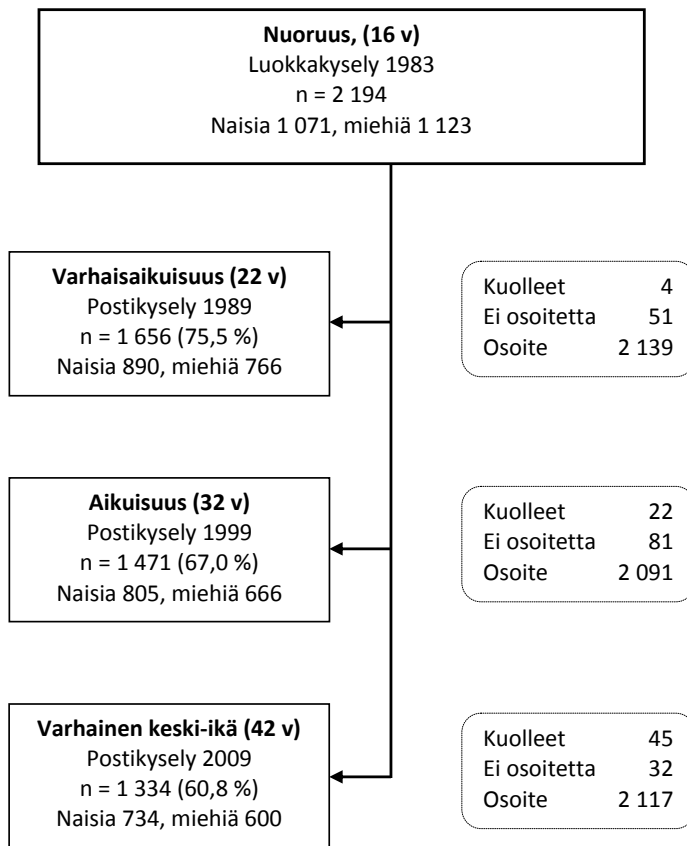 Nuoruus, (16 v)
Luokkakysely 1983
n = 2 194
Naisia 1 071, miehiä 1 123
Varhaisaikuisuus (22 v)
Postikysely 1989
n = 1 656 (75,5 %)
Naisia 890, miehiä 766
Kuolleet 4
Ei osoitetta 51
Osoite 2 139
Aikuisuus (32 v)
Postikysely 1999
n = 1 471 (67,0 %)
Naisia 805, miehiä 666
Kuolleet 22
Ei osoitetta 81
Osoite 2 091
Varhainen keski-ikä (42 v)
Postikysely 2009
n = 1 334 (60,8 %)
Naisia 734, miehiä 600
Kuolleet 45
Ei osoitetta 32
Osoite 2 117